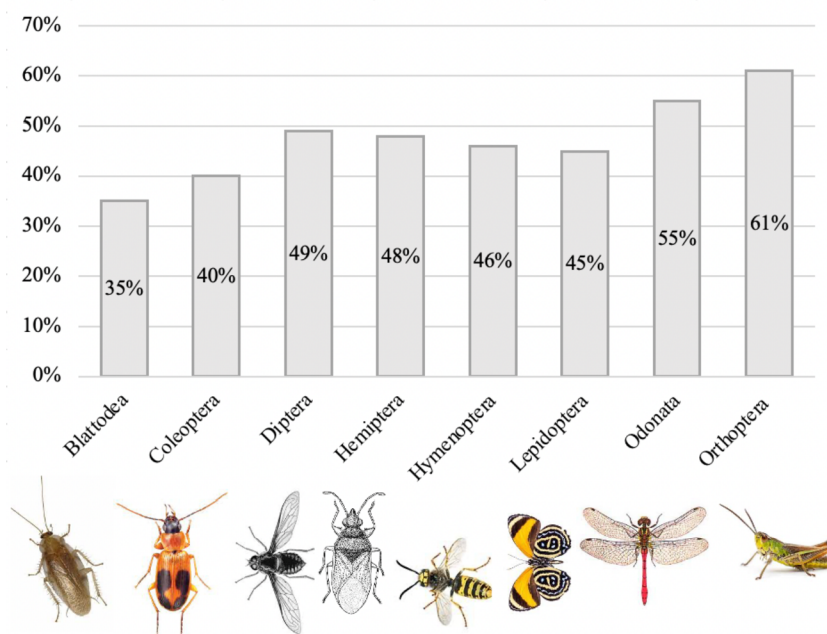 70%
60%
50%
40%
30%
20%
10%
0%
35%
40%
49%
48%
46%
45%
55%
61%
Blattodea
Coleoptera
Diptera
Hemiptera
Hymenoptera
Lepidoptera
Odonata
Orthoptera